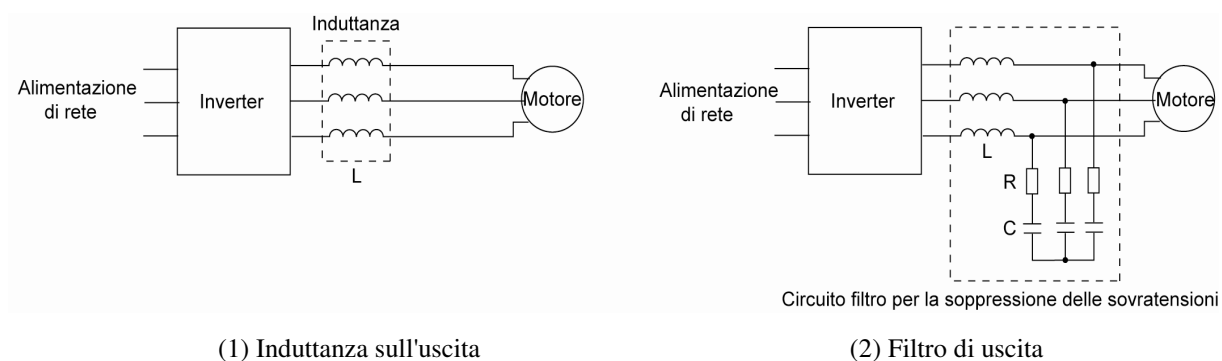 Induttanza
Alimentazione
di rete
Inverter
Motore
L
(1) Induttanza sull'uscita
Alimentazione
di rete
Inverter
Motore
L
R
C
Circuito filtro per la soppressione delle sovratensioni
(2) Filtro di uscita